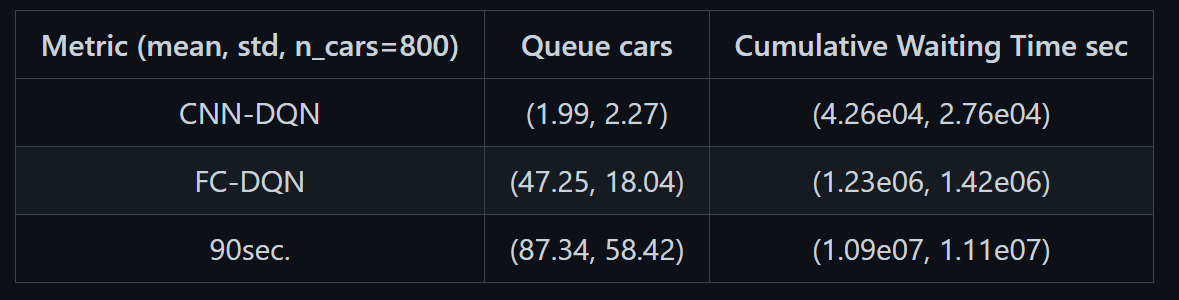 Metric (mean, std, n_cars=800) Queue cars Cumulative Waiting Time sec
CNN-DQN (1.99, 2.27) (4.26e04, 2.76e04)
FC-DQN (47.25, 18.04) (1.23e06, 1.42e06)
90sec. (87.34, 58.42) (1.09e07, 1.11e07)